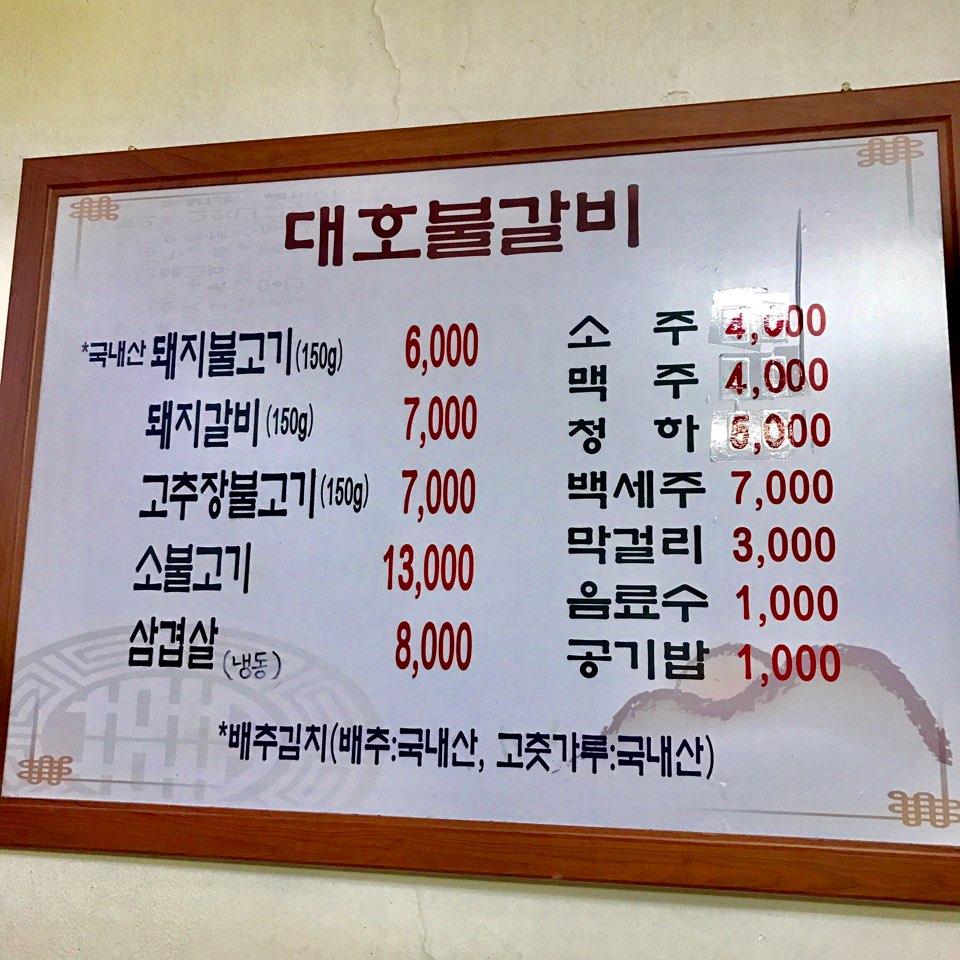 대호불갈비
*국내산 돼지불고기(150g) 6,000
돼지갈비(150g) 7,000
고추장불고기(150g) 7,000
소불고기 13,000
삼겹살(냉동) 8,000
소 주 4,000
맥 주 4,000
청 하 5,000
백세주 7,000
막걸리 3,000
음료수 1,000
공기밥 1,000
*배추김치(배추:국내산, 고춧가루:국내산)